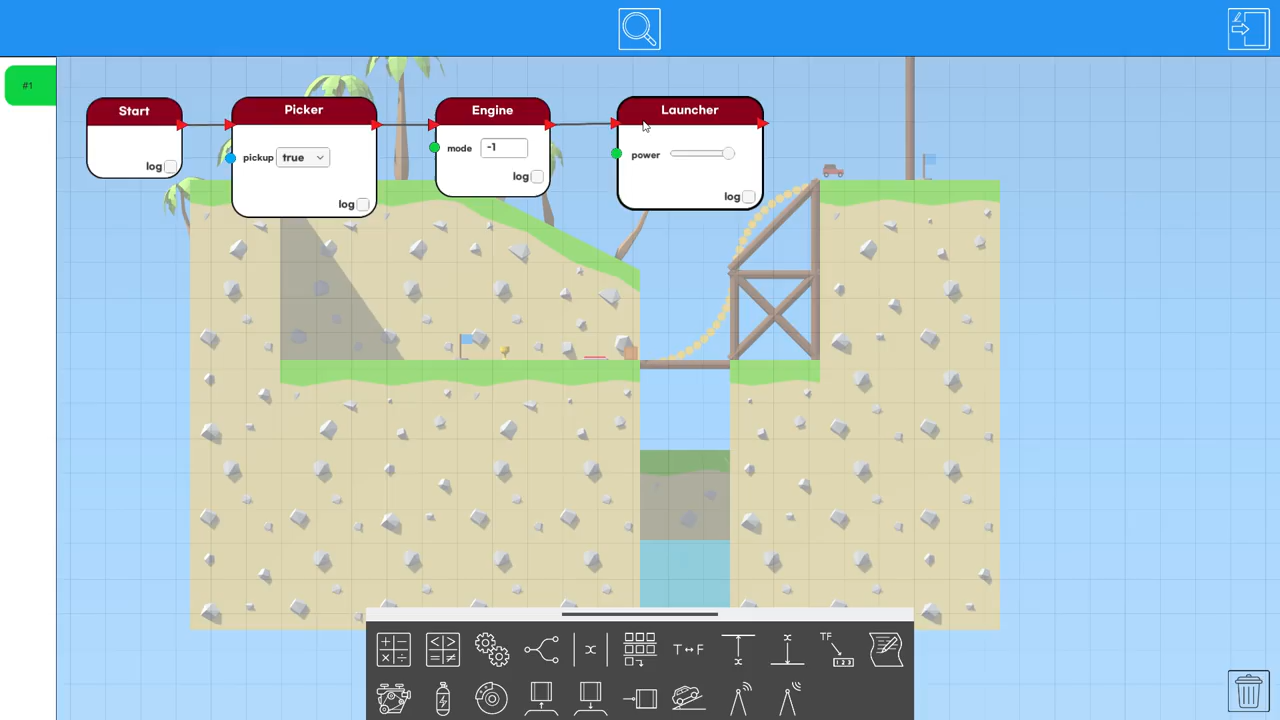 #1
Start
log
Picker
pickup true
log
Engine
mode -1
log
Launcher
power
log
x
T↔F
x
x
TF
123